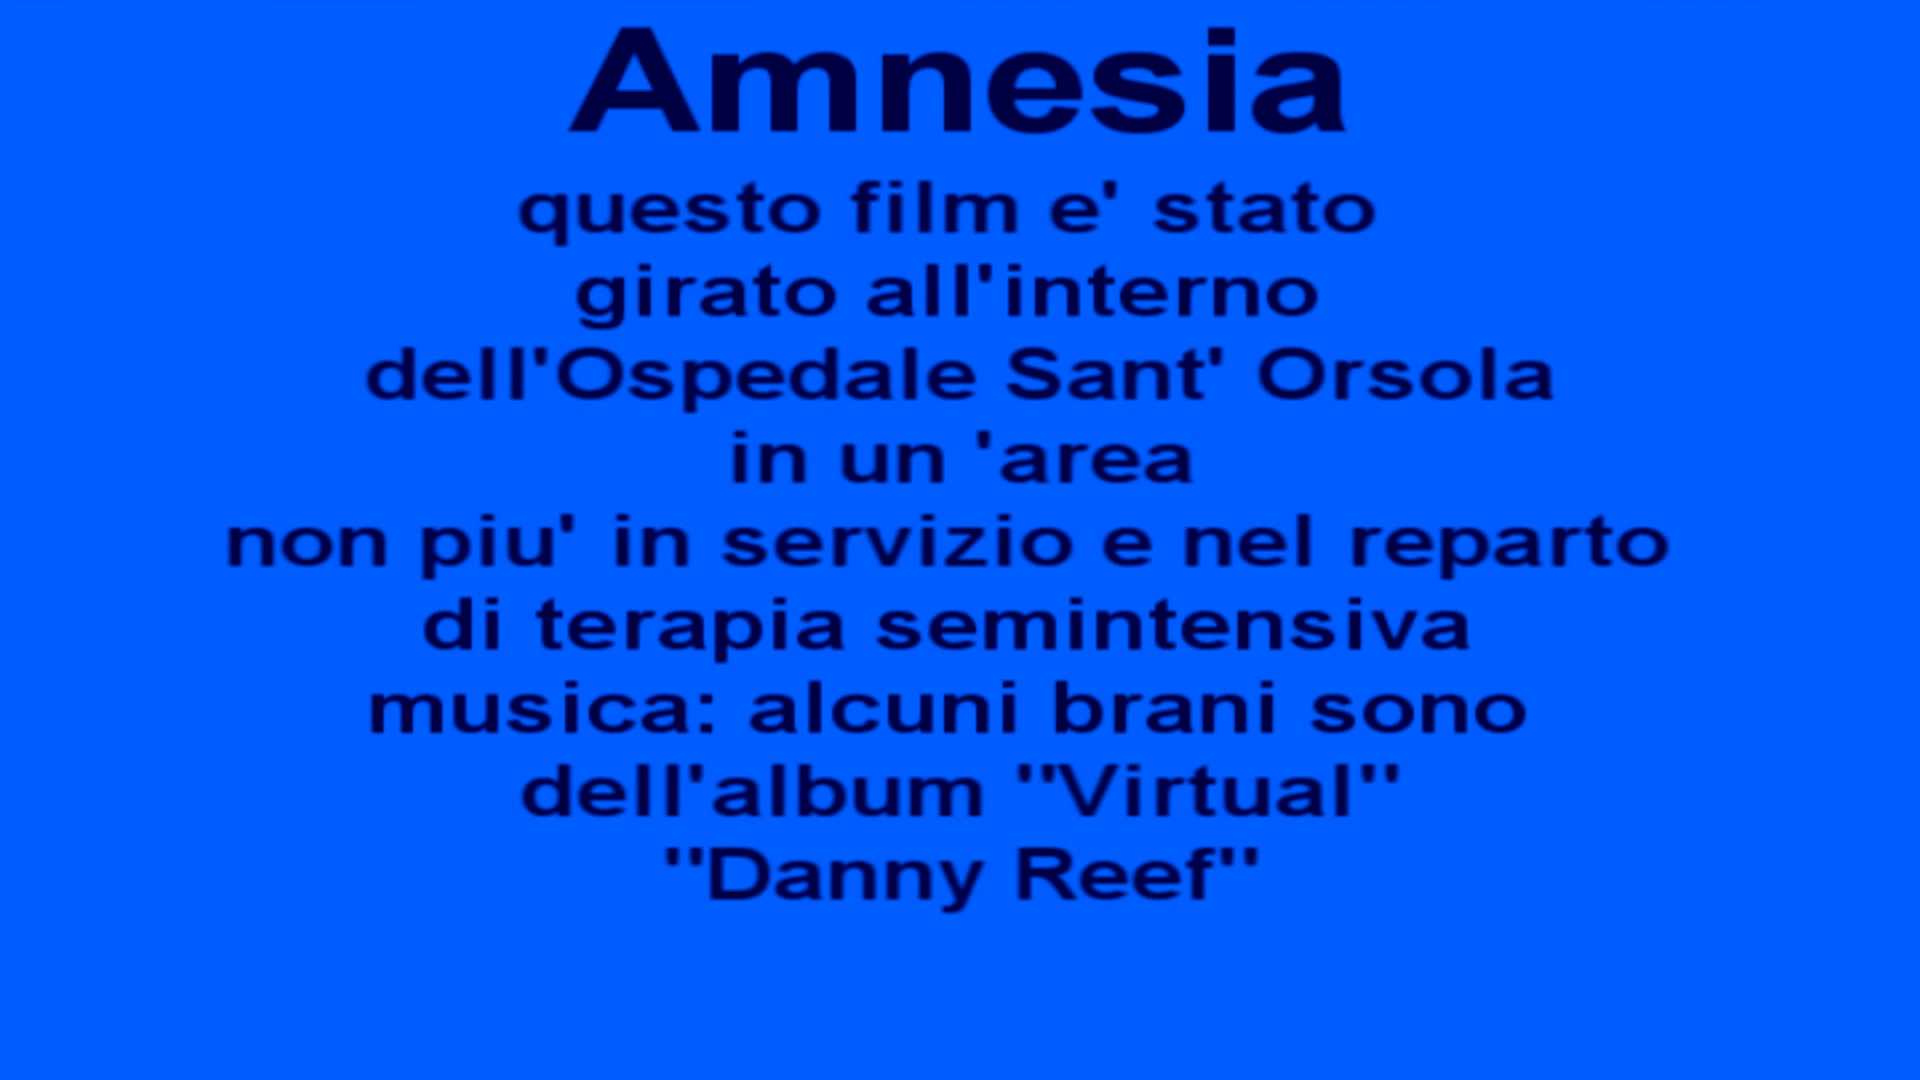 Amnesia
questo film e' stato
girato all'interno
dell'Ospedale Sant' Orsola
in un 'area
non piu' in servizio e nel reparto
di terapia semintensiva
musica: alcuni brani sono
dell'album "Virtual"
"Danny Reef"